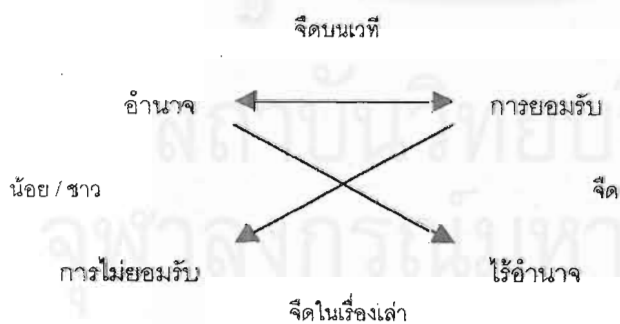 จืดบนเวที
อำนาจ การยอมรับ
น้อย / ซาว จืด
การไม่ยอมรับ ไร้อำนาจ
จืดในเรื่องเล่า